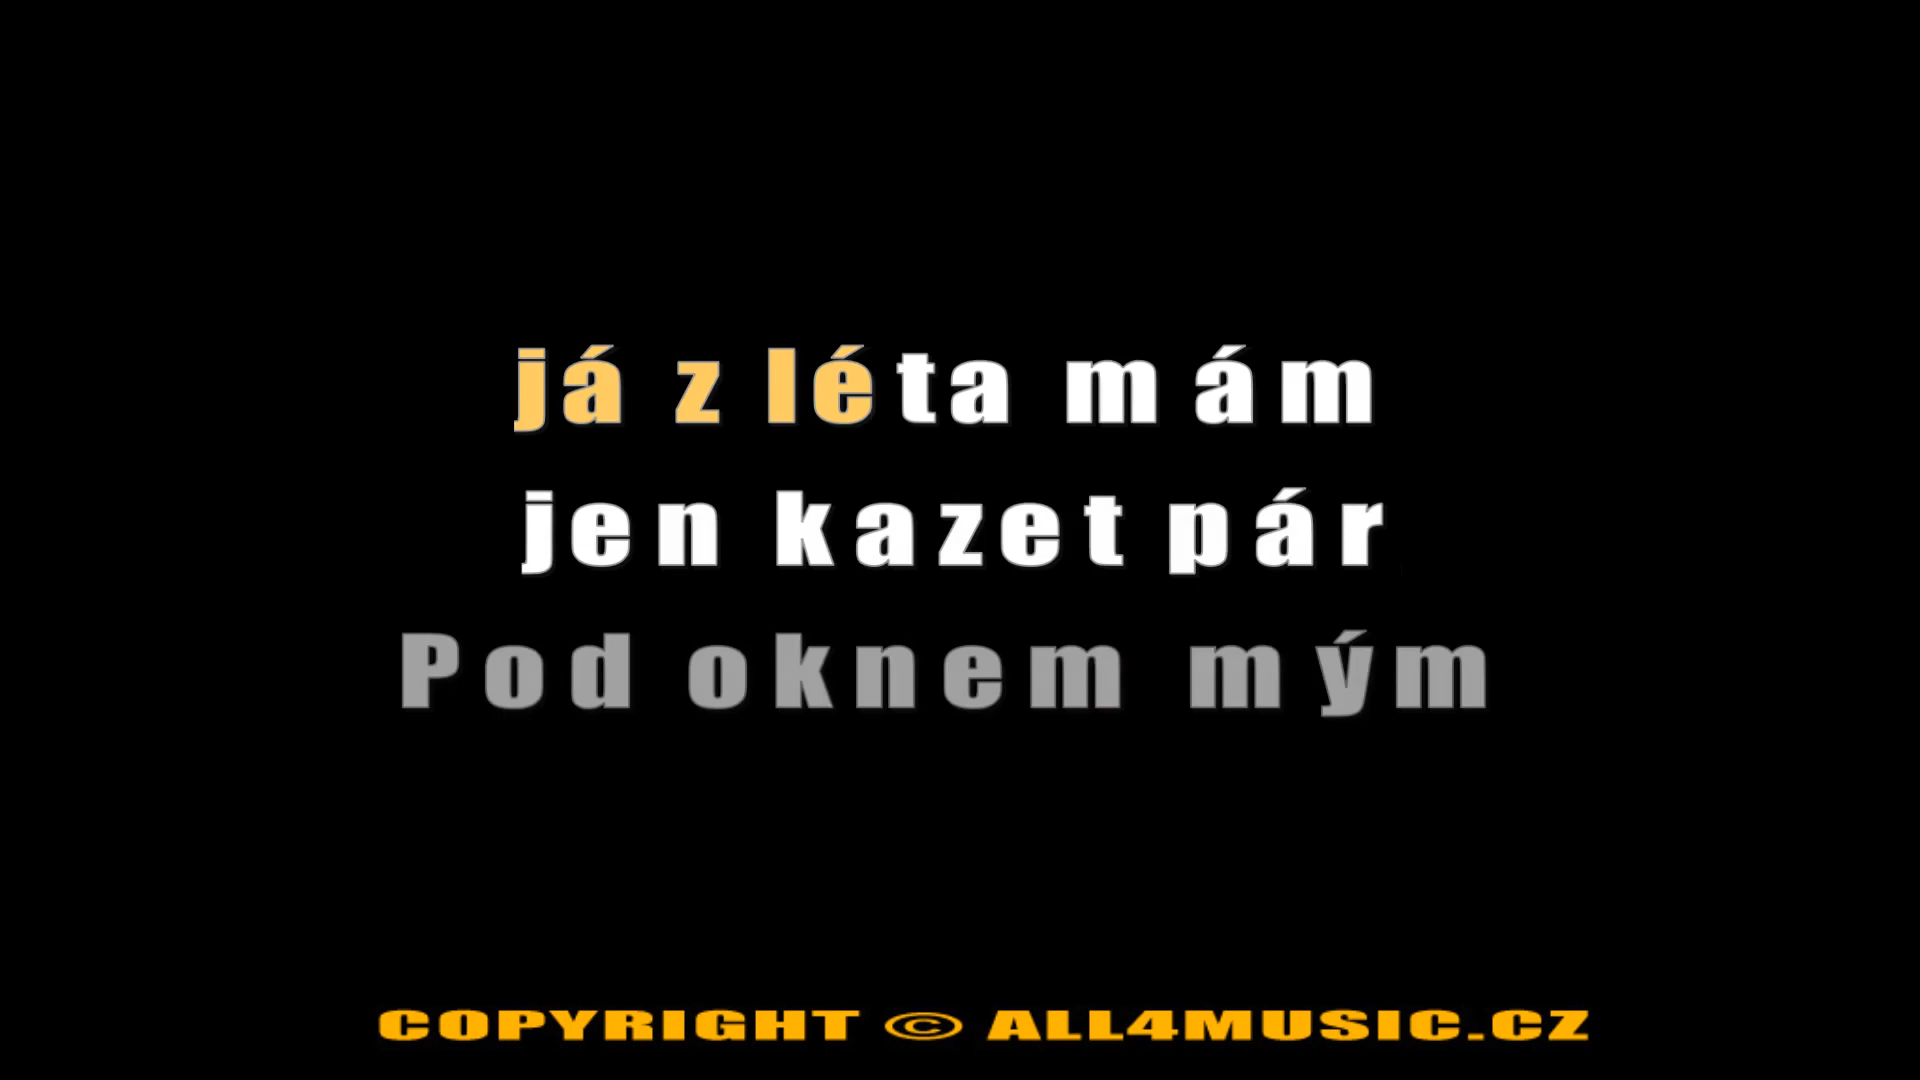 já z léta mám
jen kazet pár
Pod oknem mým
COPYRIGHT © ALL4MUSIC.CZ